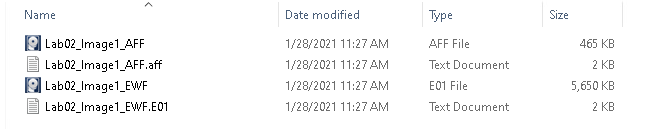 Name Date modified Type Size
Lab02_Image1_AFF 1/28/2021 11:27 AM AFF File 465 KB
Lab02_Image1_AFF.aff 1/28/2021 11:27 AM Text Document 2 KB
Lab02_Image1_EWF 1/28/2021 11:27 AM E01 File 5,650 KB
Lab02_Image1_EWF.E01 1/28/2021 11:27 AM Text Document 2 KB